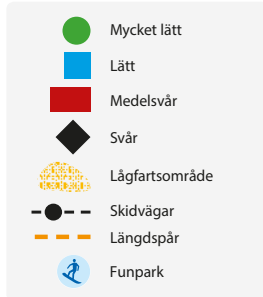 Mycket lätt
Lätt
Medelsvår
Svår
Lågfartsområde
Skidvägar
Längdspår
Funpark